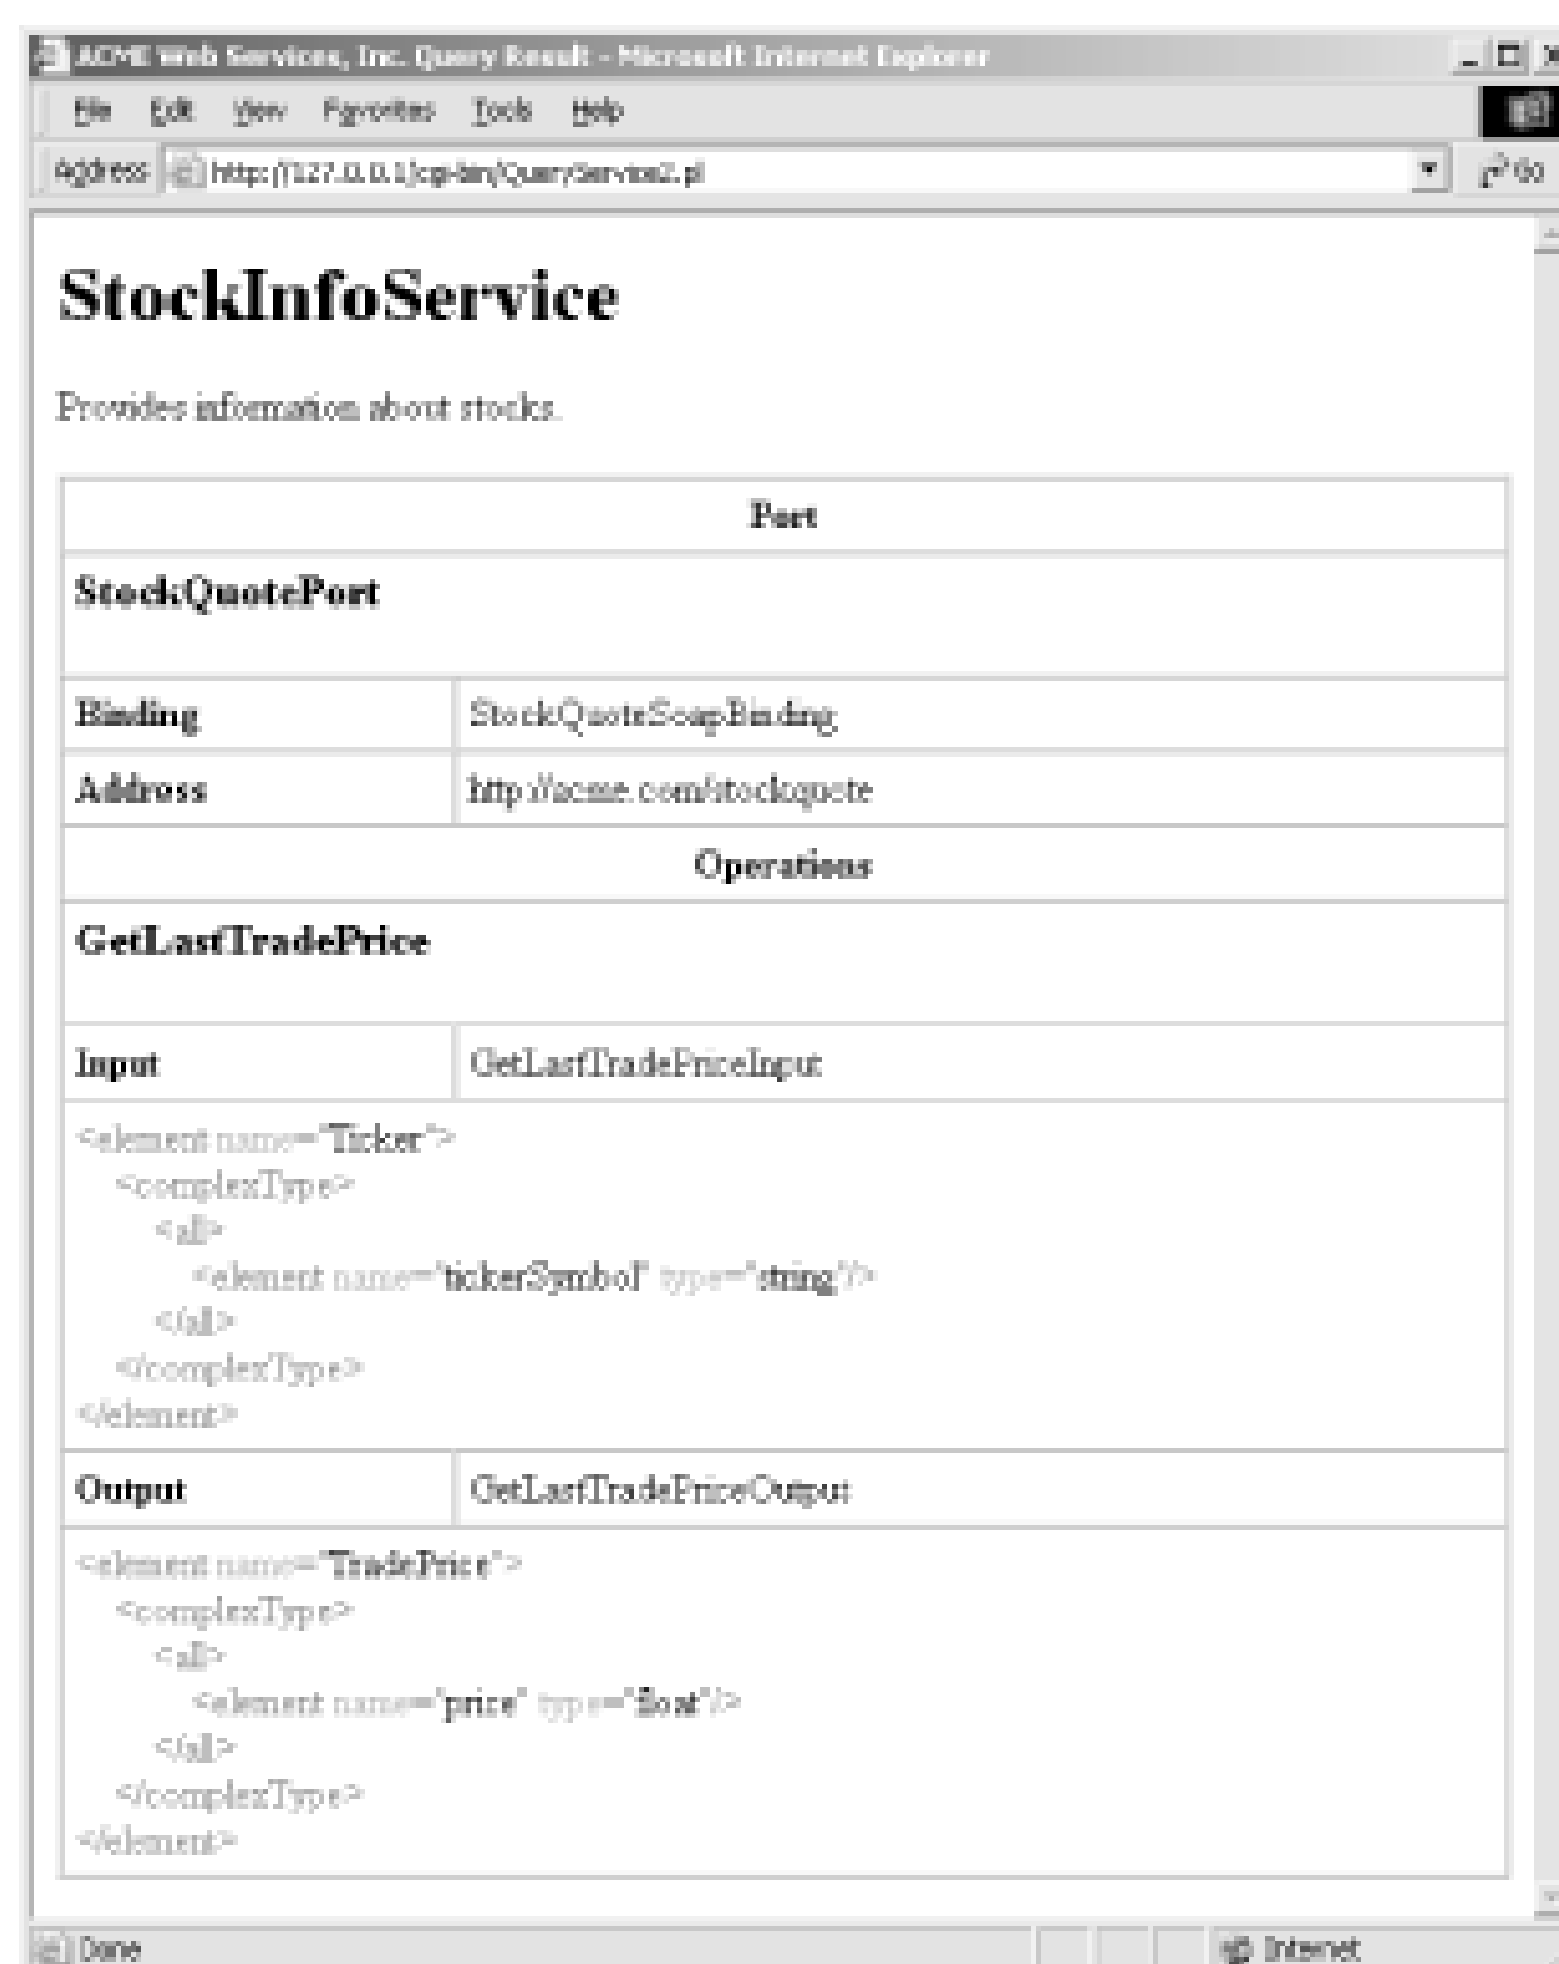 ACME Web Services, Inc. Query Result - Microsoft Internet Explorer
File Edit View Favorites Tools Help
Address http://127.0.0.1/cgi-bin/QueryService2.pl Go
StockInfoService
Provides information about stocks.
Port
StockQuotePort
Binding StockQuoteSoapBinding
Address http://acme.com/stockquote
Operations
GetLastTradePrice
Input GetLastTradePriceInput
<element name="Ticker">
<complexType>
<all>
<element name="tickerSymbol" type="string"/>
</all>
</complexType>
</element>
Output GetLastTradePriceOutput
<element name="TradePrice">
<complexType>
<all>
<element name="price" type="float"/>
</all>
</complexType>
</element>
Done Internet